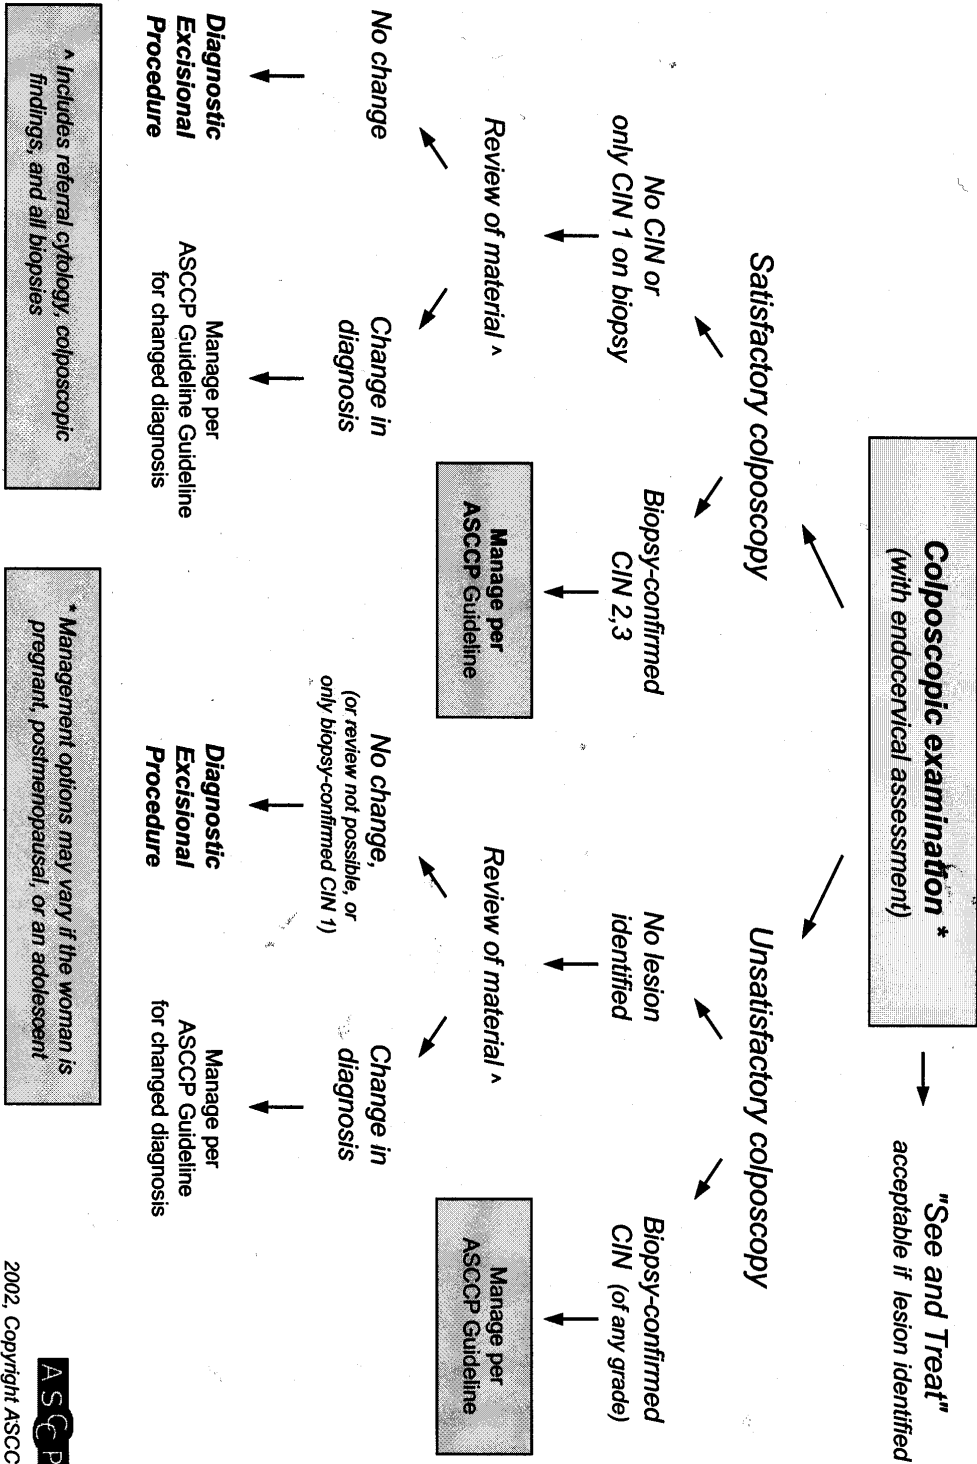 Colposcopic examination *
(with endocervical assessment)
"See and Treat"
acceptable if lesion identified
Satisfactory colposcopy
Unsatisfactory colposcopy
No CIN or
only CIN 1 on biopsy
Biopsy-confirmed
CIN 2,3
No lesion
identified
Biopsy-confirmed
CIN (of any grade)
Review of material ^
Manage per
ASCCP Guideline
Review of material ^
Manage per
ASCCP Guideline
No change
Change in
diagnosis
No change,
(or review not possible, or
only biopsy-confirmed CIN 1)
Change in
diagnosis
Diagnostic
Excisional
Procedure
Manage per
ASCCP Guideline Guideline
for changed diagnosis
Diagnostic
Excisional
Procedure
Manage per
ASCCP Guideline
for changed diagnosis
^ Includes referral cytology, colposcopic
findings, and all biopsies
* Management options may vary if the woman is
pregnant, postmenopausal, or an adolescent
ASCCP
2002, Copyright ASCC